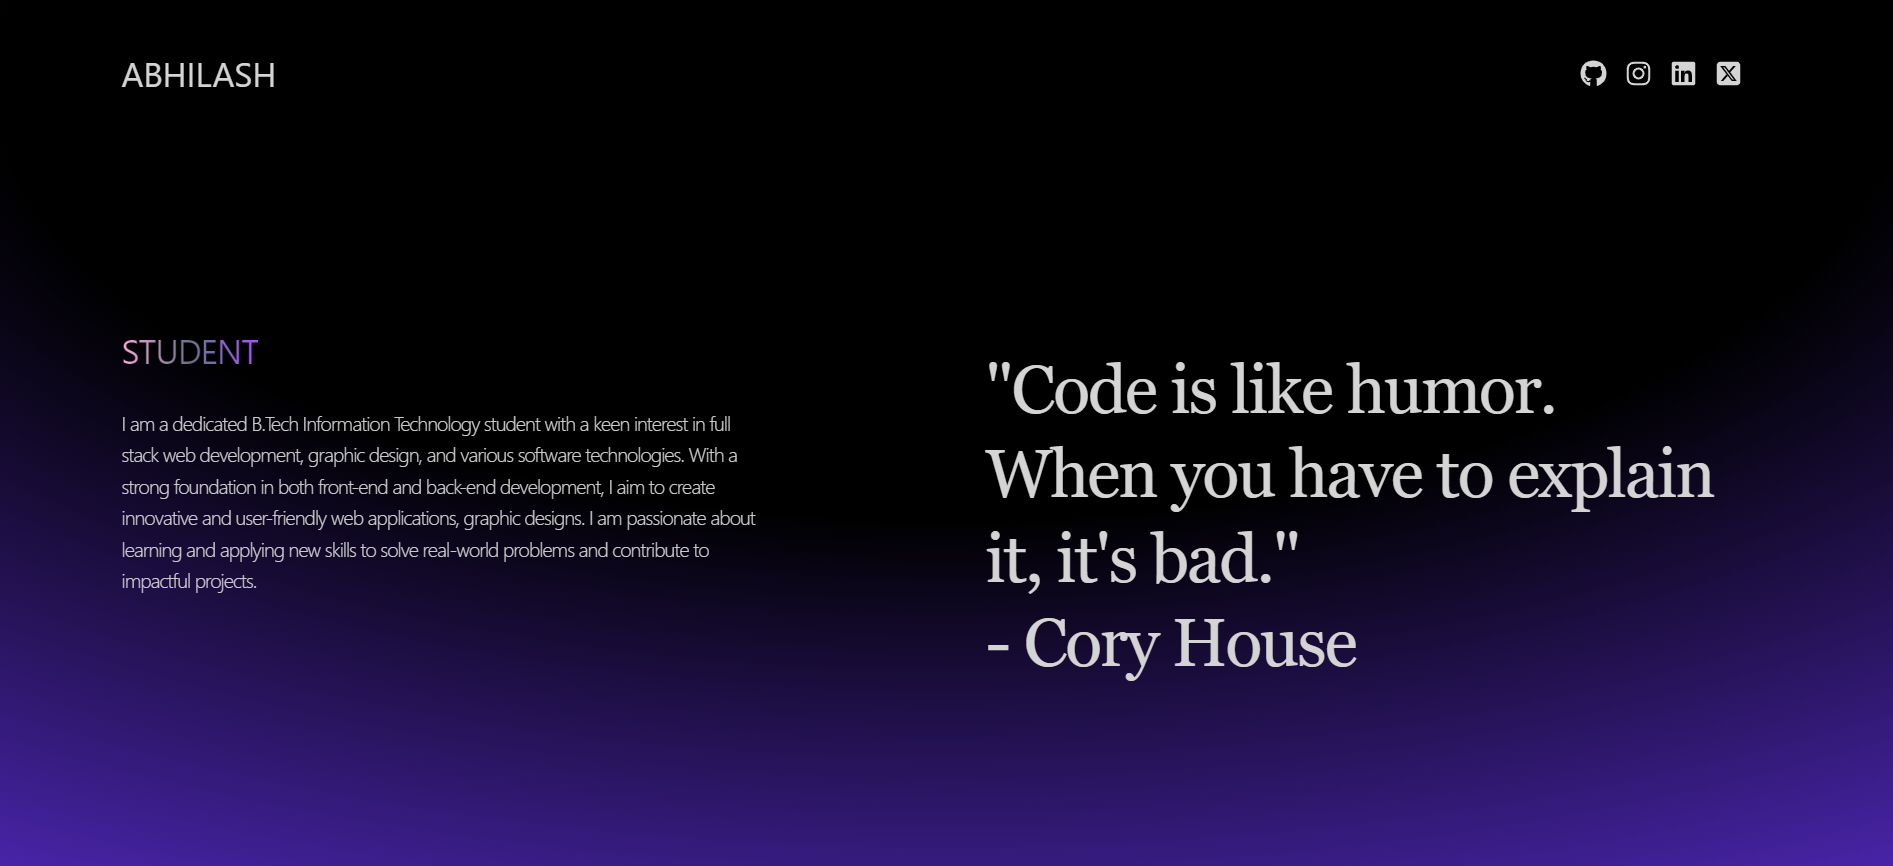 ABHILASH
STUDENT
I am a dedicated B.Tech Information Technology student with a keen interest in full
stack web development, graphic design, and various software technologies. With a
strong foundation in both front-end and back-end development, I aim to create
innovative and user-friendly web applications, graphic designs. I am passionate about
learning and applying new skills to solve real-world problems and contribute to
impactful projects.
"Code is like humor.
When you have to explain
it, it's bad."
- Cory House